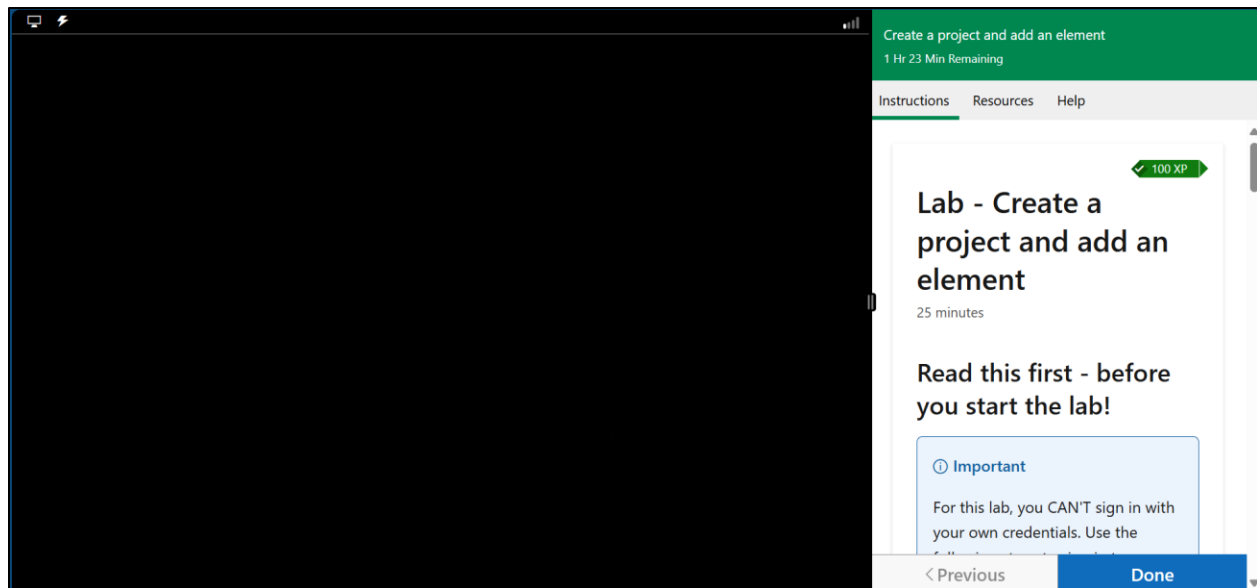 Create a project and add an element
1 Hr 23 Min Remaining
Instructions Resources Help
100 XP
Lab - Create a
project and add an
element
25 minutes
Read this first - before
you start the lab!
Important
For this lab, you CAN'T sign in with
your own credentials. Use the
< Previous Done